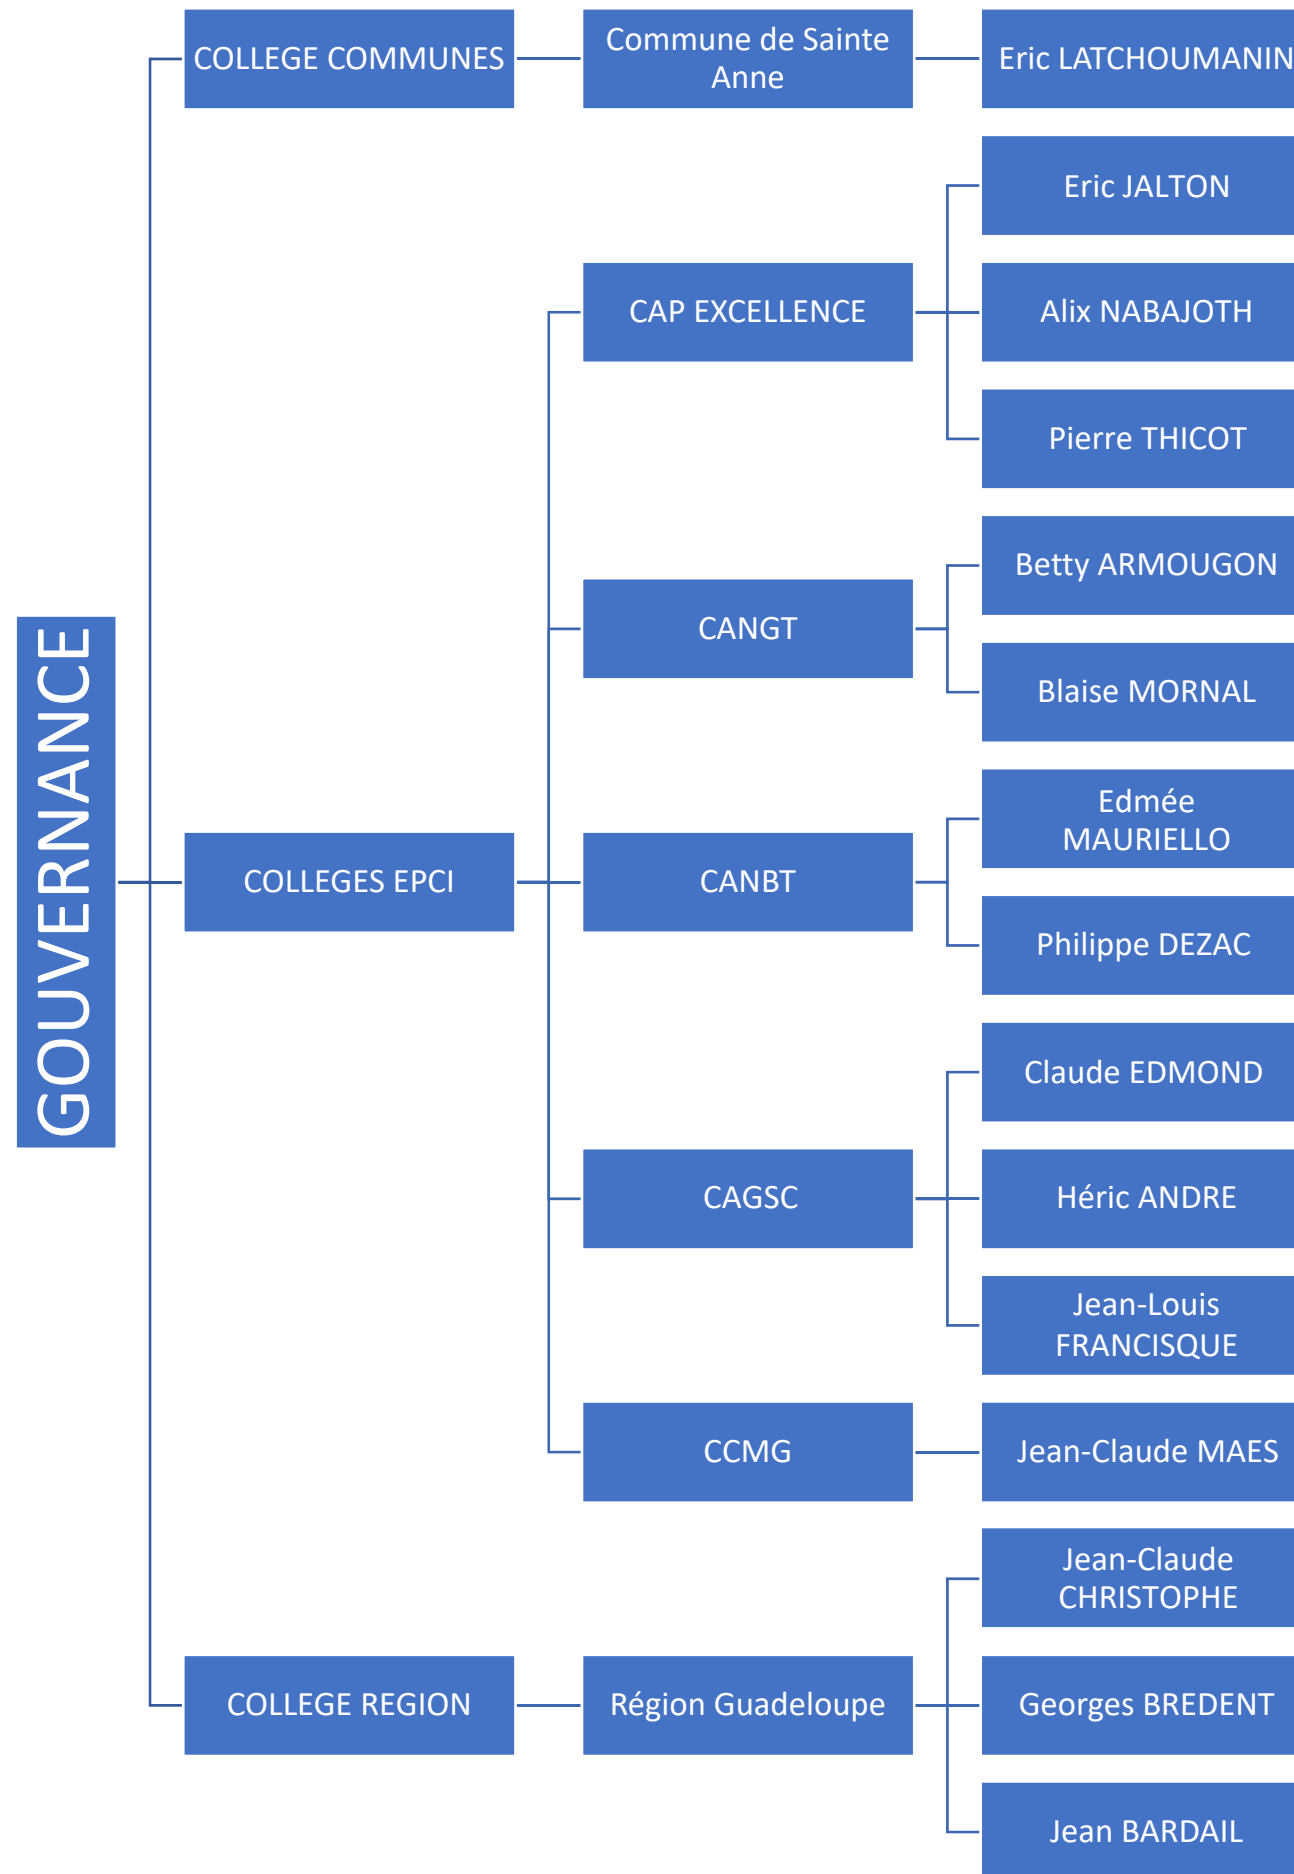 GOUVERNANCE
COLLEGE COMMUNES
Commune de Sainte
Anne
Eric LATCHOUMANIN
COLLEGES EPCI
CAP EXCELLENCE
Eric JALTON
Alix NABAJOTH
Pierre THICOT
CANGT
Betty ARMOUGON
Blaise MORNAL
CANBT
Edmée
MAURIELLO
Philippe DEZAC
CAGSC
Claude EDMOND
Héric ANDRE
Jean-Louis
FRANCISQUE
CCMG
Jean-Claude MAES
COLLEGE REGION
Région Guadeloupe
Jean-Claude
CHRISTOPHE
Georges BREDENT
Jean BARDAIL